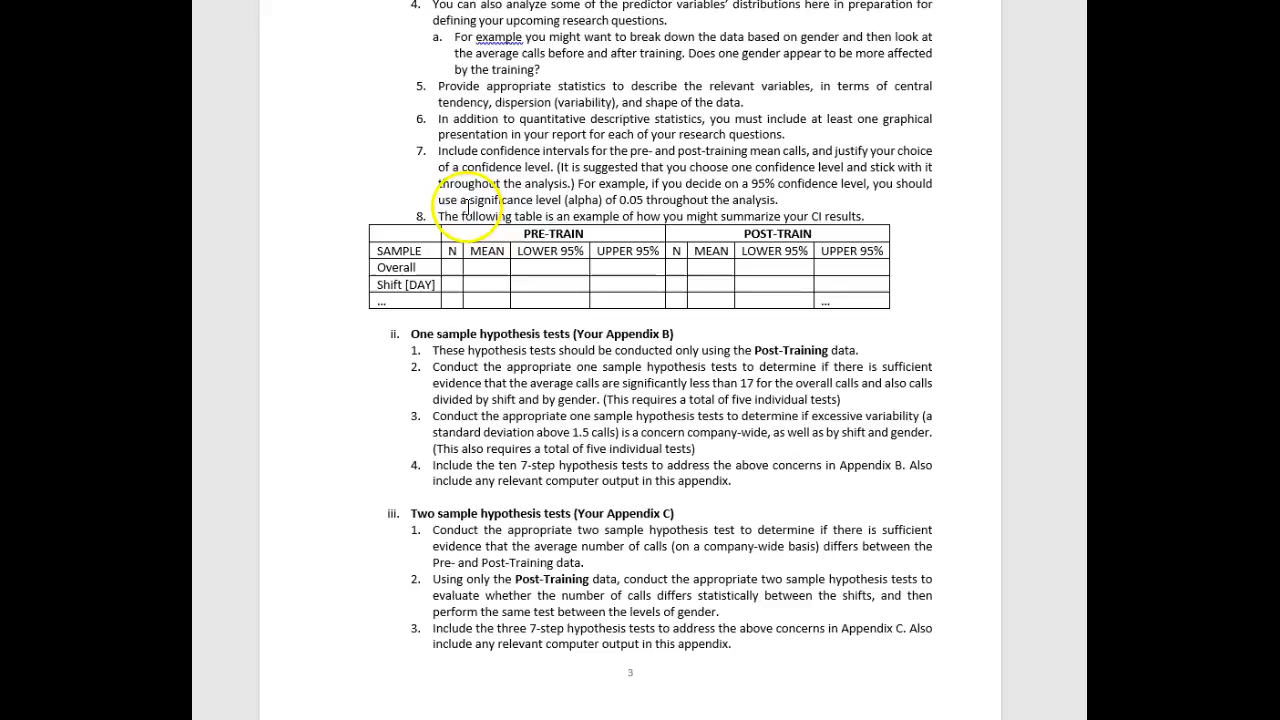 4. You can also analyze some of the predictor variables' distributions here in preparation for
defining your upcoming research questions.
a. For example you might want to break down the data based on gender and then look at
the average calls before and after training. Does one gender appear to be more affected
by the training?
5. Provide appropriate statistics to describe the relevant variables, in terms of central
tendency, dispersion (variability), and shape of the data.
6. In addition to quantitative descriptive statistics, you must include at least one graphical
presentation in your report for each of your research questions.
7. Include confidence intervals for the pre- and post-training mean calls, and justify your choice
of a confidence level. (It is suggested that you choose one confidence level and stick with it
throughout the analysis.) For example, if you decide on a 95% confidence level, you should
use a significance level (alpha) of 0.05 throughout the analysis.
8. The following table is an example of how you might summarize your CI results.
PRE-TRAIN POST-TRAIN
SAMPLE N MEAN LOWER 95% UPPER 95% N MEAN LOWER 95% UPPER 95%
Overall
Shift [DAY]
... ...
ii. One sample hypothesis tests (Your Appendix B)
1. These hypothesis tests should be conducted only using the Post-Training data.
2. Conduct the appropriate one sample hypothesis tests to determine if there is sufficient
evidence that the average calls are significantly less than 17 for the overall calls and also calls
divided by shift and by gender. (This requires a total of five individual tests)
3. Conduct the appropriate one sample hypothesis tests to determine if excessive variability (a
standard deviation above 1.5 calls) is a concern company-wide, as well as by shift and gender.
(This also requires a total of five individual tests)
4. Include the ten 7-step hypothesis tests to address the above concerns in Appendix B. Also
include any relevant computer output in this appendix.
iii. Two sample hypothesis tests (Your Appendix C)
1. Conduct the appropriate two sample hypothesis test to determine if there is sufficient
evidence that the average number of calls (on a company-wide basis) differs between the
Pre- and Post-Training data.
2. Using only the Post-Training data, conduct the appropriate two sample hypothesis tests to
evaluate whether the number of calls differs statistically between the shifts, and then
perform the same test between the levels of gender.
3. Include the three 7-step hypothesis tests to address the above concerns in Appendix C. Also
include any relevant computer output in this appendix.
3